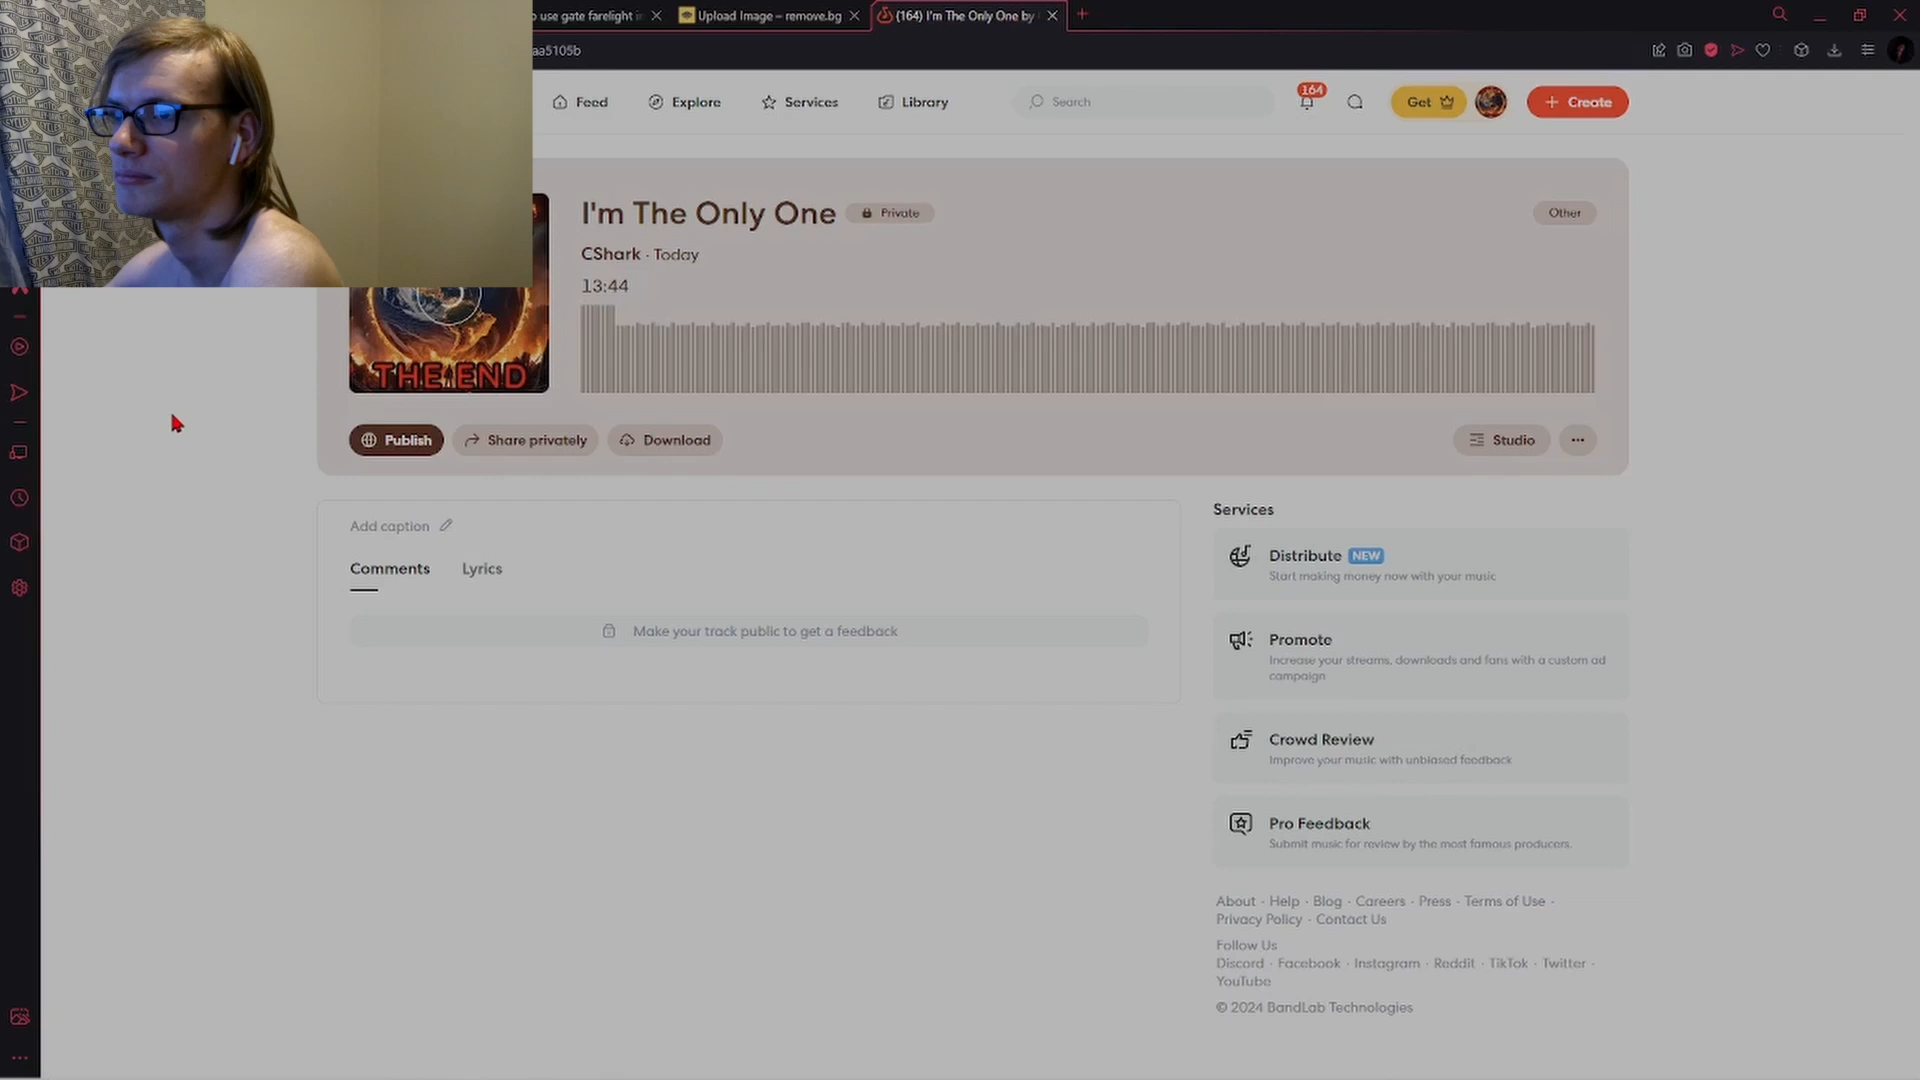 o use gate farelight i
Upload Image – remove.bg
(164) I'm The Only One by
aa5105b
Feed
Explore
Services
Library
Search
164
Get
Create
I'm The Only One
Private
Other
CShark · Today
13:44
THE END
Publish
Share privately
Download
Studio
Add caption
Comments
Lyrics
Make your track public to get a feedback
Services
Distribute NEW
Start making money now with your music
Promote
Increase your streams, downloads and fans with a custom ad
campaign
Crowd Review
Improve your music with unbiased feedback
Pro Feedback
Submit music for review by the most famous producers.
About · Help · Blog · Careers · Press · Terms of Use ·
Privacy Policy · Contact Us
Follow Us
Discord · Facebook · Instagram · Reddit · TikTok · Twitter ·
YouTube
© 2024 BandLab Technologies